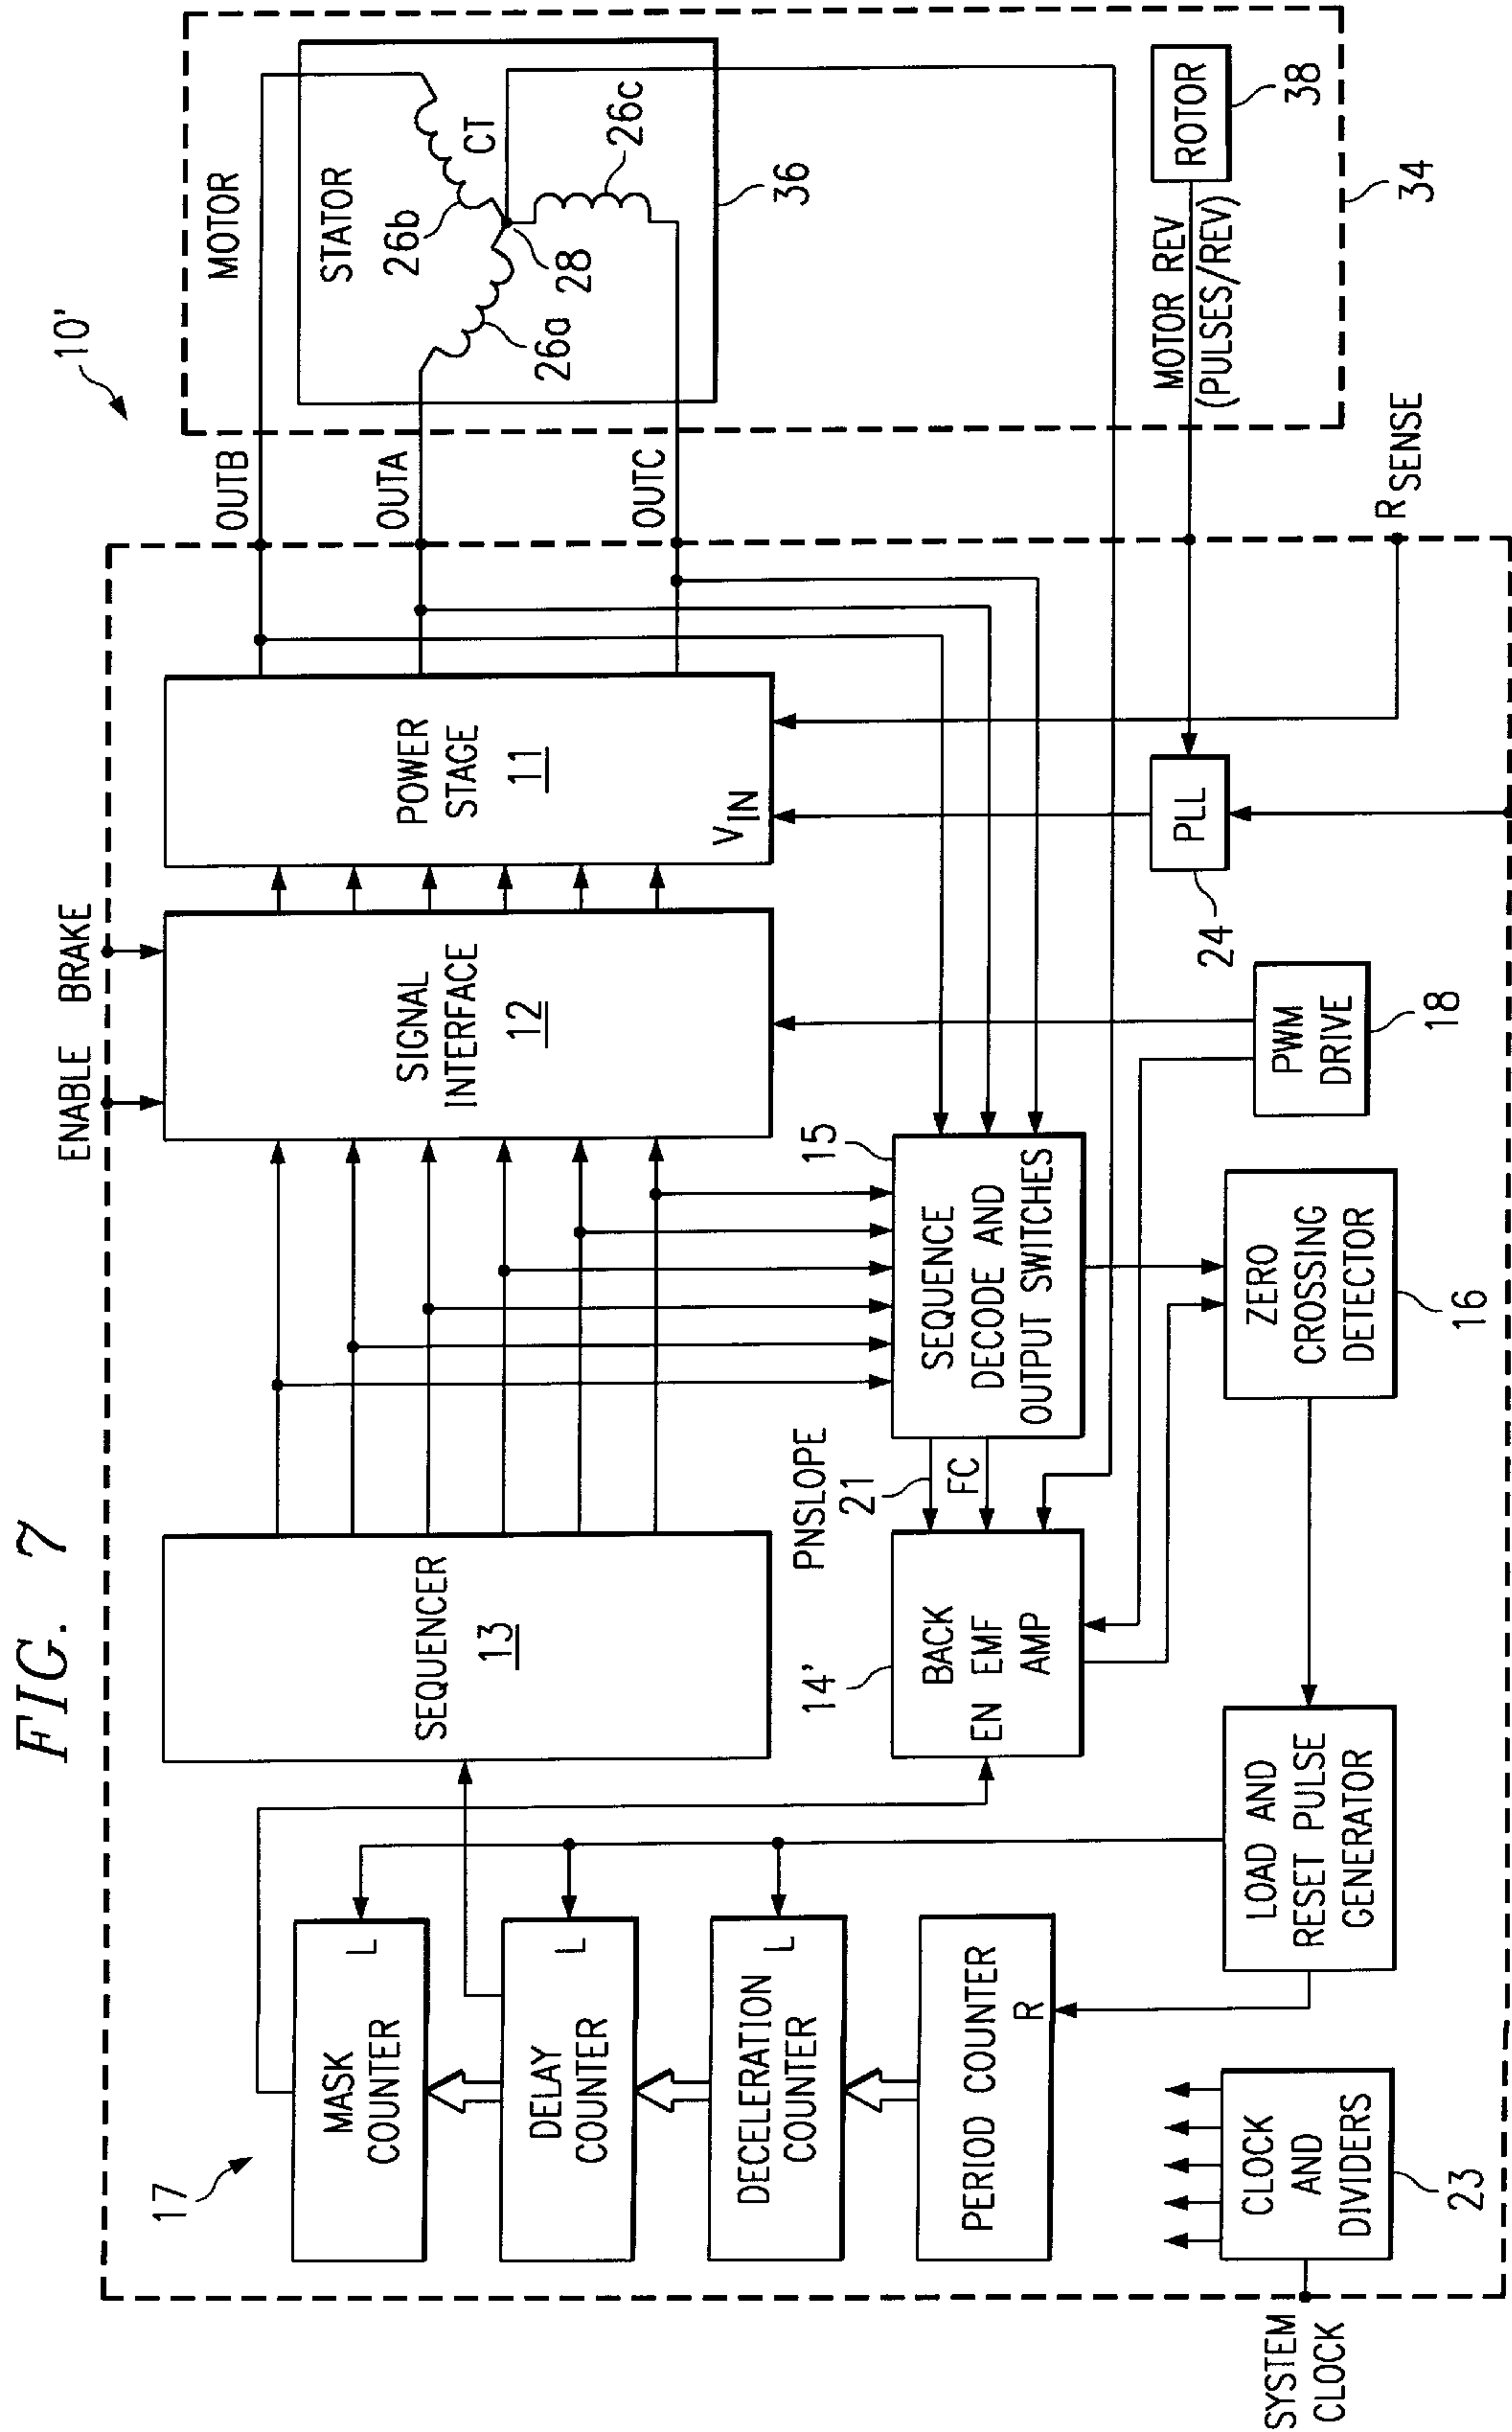 FIG. 7
10'
ENABLE
BRAKE
OUTB
OUTA
OUTC
MOTOR
STATOR
26b
CT
26a
28
26c
36
17
MASK
COUNTER
L
DELAY
COUNTER
L
DECELERATION
COUNTER
L
PERIOD COUNTER
R
SEQUENCER
13
SIGNAL
INTERFACE
12
POWER
STAGE
11
VIN
PNSLOPE
21
FC
14'
BACK
EN EMF
AMP
15
SEQUENCE
DECODE AND
OUTPUT SWITCHES
MOTOR REV
(PULSES/REV)
ROTOR
38
34
PLL
24
PWM
DRIVE
18
ZERO
CROSSING
DETECTOR
16
LOAD AND
RESET PULSE
GENERATOR
CLOCK
AND
DIVIDERS
23
SYSTEM
CLOCK
RSENSE